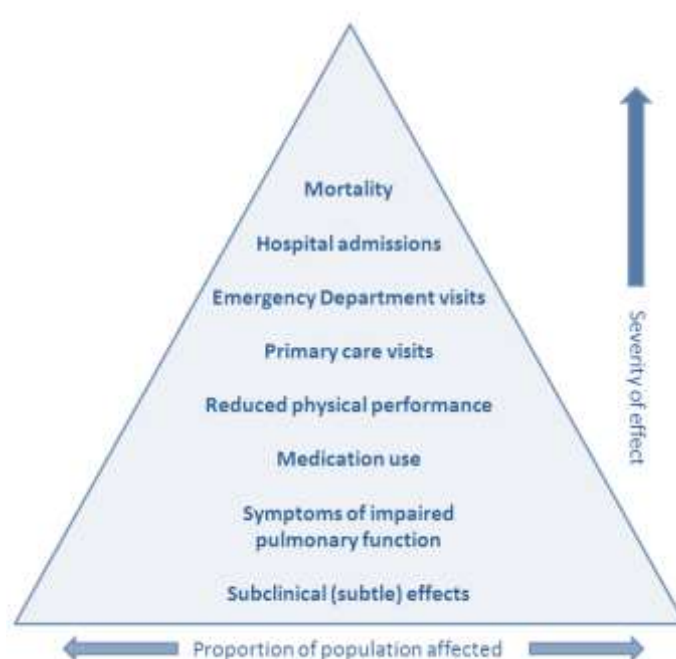 Mortality
Hospital admissions
Emergency Department visits
Primary care visits
Reduced physical performance
Medication use
Symptoms of impaired
pulmonary function
Subclinical (subtle) effects
Severity of effect
Proportion of population affected